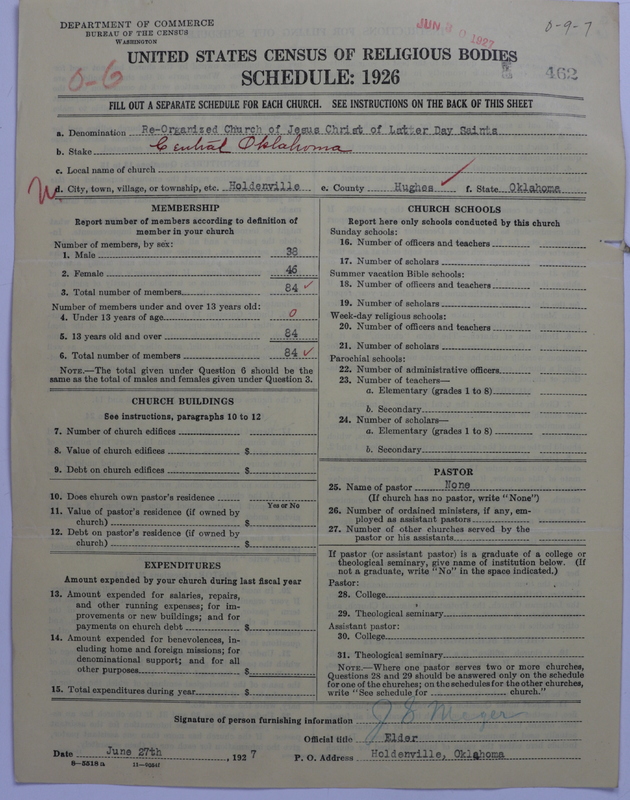 DEPARTMENT OF COMMERCE
BUREAU OF THE CENSUS
WASHINGTON
JUN 3 0 1927
0-9-7
UNITED STATES CENSUS OF RELIGIOUS BODIES
0-6
SCHEDULE: 1926
462
FILL OUT A SEPARATE SCHEDULE FOR EACH CHURCH. SEE INSTRUCTIONS ON THE BACK OF THIS SHEET
a. Denomination Re-Organized Church of Jesus Christ of Latter Day Saints
b. Stake Central Oklahoma
c. Local name of church
d. City, town, village, or township, etc. Holdenville e. County Hughes f. State Oklahoma
MEMBERSHIP
Report number of members according to definition of
member in your church
Number of members, by sex:
1. Male 38
2. Female 46
3. Total number of members 84 ✓
Number of members under and over 13 years old:
4. Under 13 years of age 0
5. 13 years old and over 84
6. Total number of members 84 ✓
NOTE.—The total given under Question 6 should be
same as the total of males and females given under Question 3.
CHURCH BUILDINGS
See instructions, paragraphs 10 to 12
7. Number of church edifices
8. Value of church edifices $
9. Debt on church edifices $
10. Does church own pastor's residence
Yes or No
11. Value of pastor's residence (if owned by
church) $
12. Debt on pastor's residence (if owned by
church) $
EXPENDITURES
Amount expended by your church during last fiscal year
13. Amount expended for salaries, repairs,
and other running expenses; for im-
provements or new buildings; and for
payments on church debt $
14. Amount expended for benevolences, in-
cluding home and foreign missions; for
denominational support; and for all
other purposes $
15. Total expenditures during year $
CHURCH SCHOOLS
Report here only schools conducted by this church
Sunday schools:
16. Number of officers and teachers
17. Number of scholars
Summer vacation Bible schools:
18. Number of officers and teachers
19. Number of scholars
Week-day religious schools:
20. Number of officers and teachers
21. Number of scholars
Parochial schools:
22. Number of administrative officers
23. Number of teachers—
a. Elementary (grades 1 to 8)
b. Secondary
24. Number of scholars—
a. Elementary (grades 1 to 8)
b. Secondary
PASTOR
25. Name of pastor None
(If church has no pastor, write "None")
26. Number of ordained ministers, if any, em-
ployed as assistant pastors
27. Number of other churches served by the
pastor or his assistants
If pastor (or assistant pastor) is a graduate of a college or
theological seminary, give name of institution below. (If
not a graduate, write "No" in the space indicated.)
Pastor:
28. College
29. Theological seminary
Assistant pastor:
30. College
31. Theological seminary
NOTE.—Where one pastor serves two or more churches,
Questions 28 and 29 should be answered only on the schedule
for one of the churches; on the schedules for the other churches,
write "See schedule for church."
Signature of person furnishing information
Official title Elder
Date June 27th, 1927 P. O. Address Holdenville, Oklahoma
8-5518a